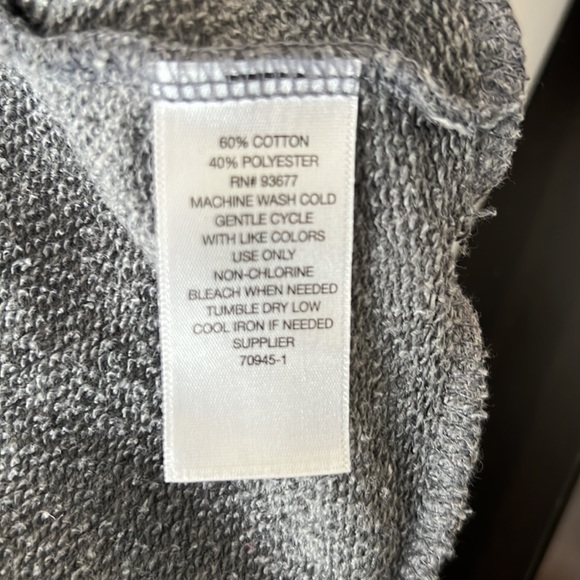 60% COTTON
40% POLYESTER
RN# 93677
MACHINE WASH COLD
GENTLE CYCLE
WITH LIKE COLORS
USE ONLY
NON-CHLORINE
BLEACH WHEN NEEDED
TUMBLE DRY LOW
COOL IRON IF NEEDED
SUPPLIER
70945-1